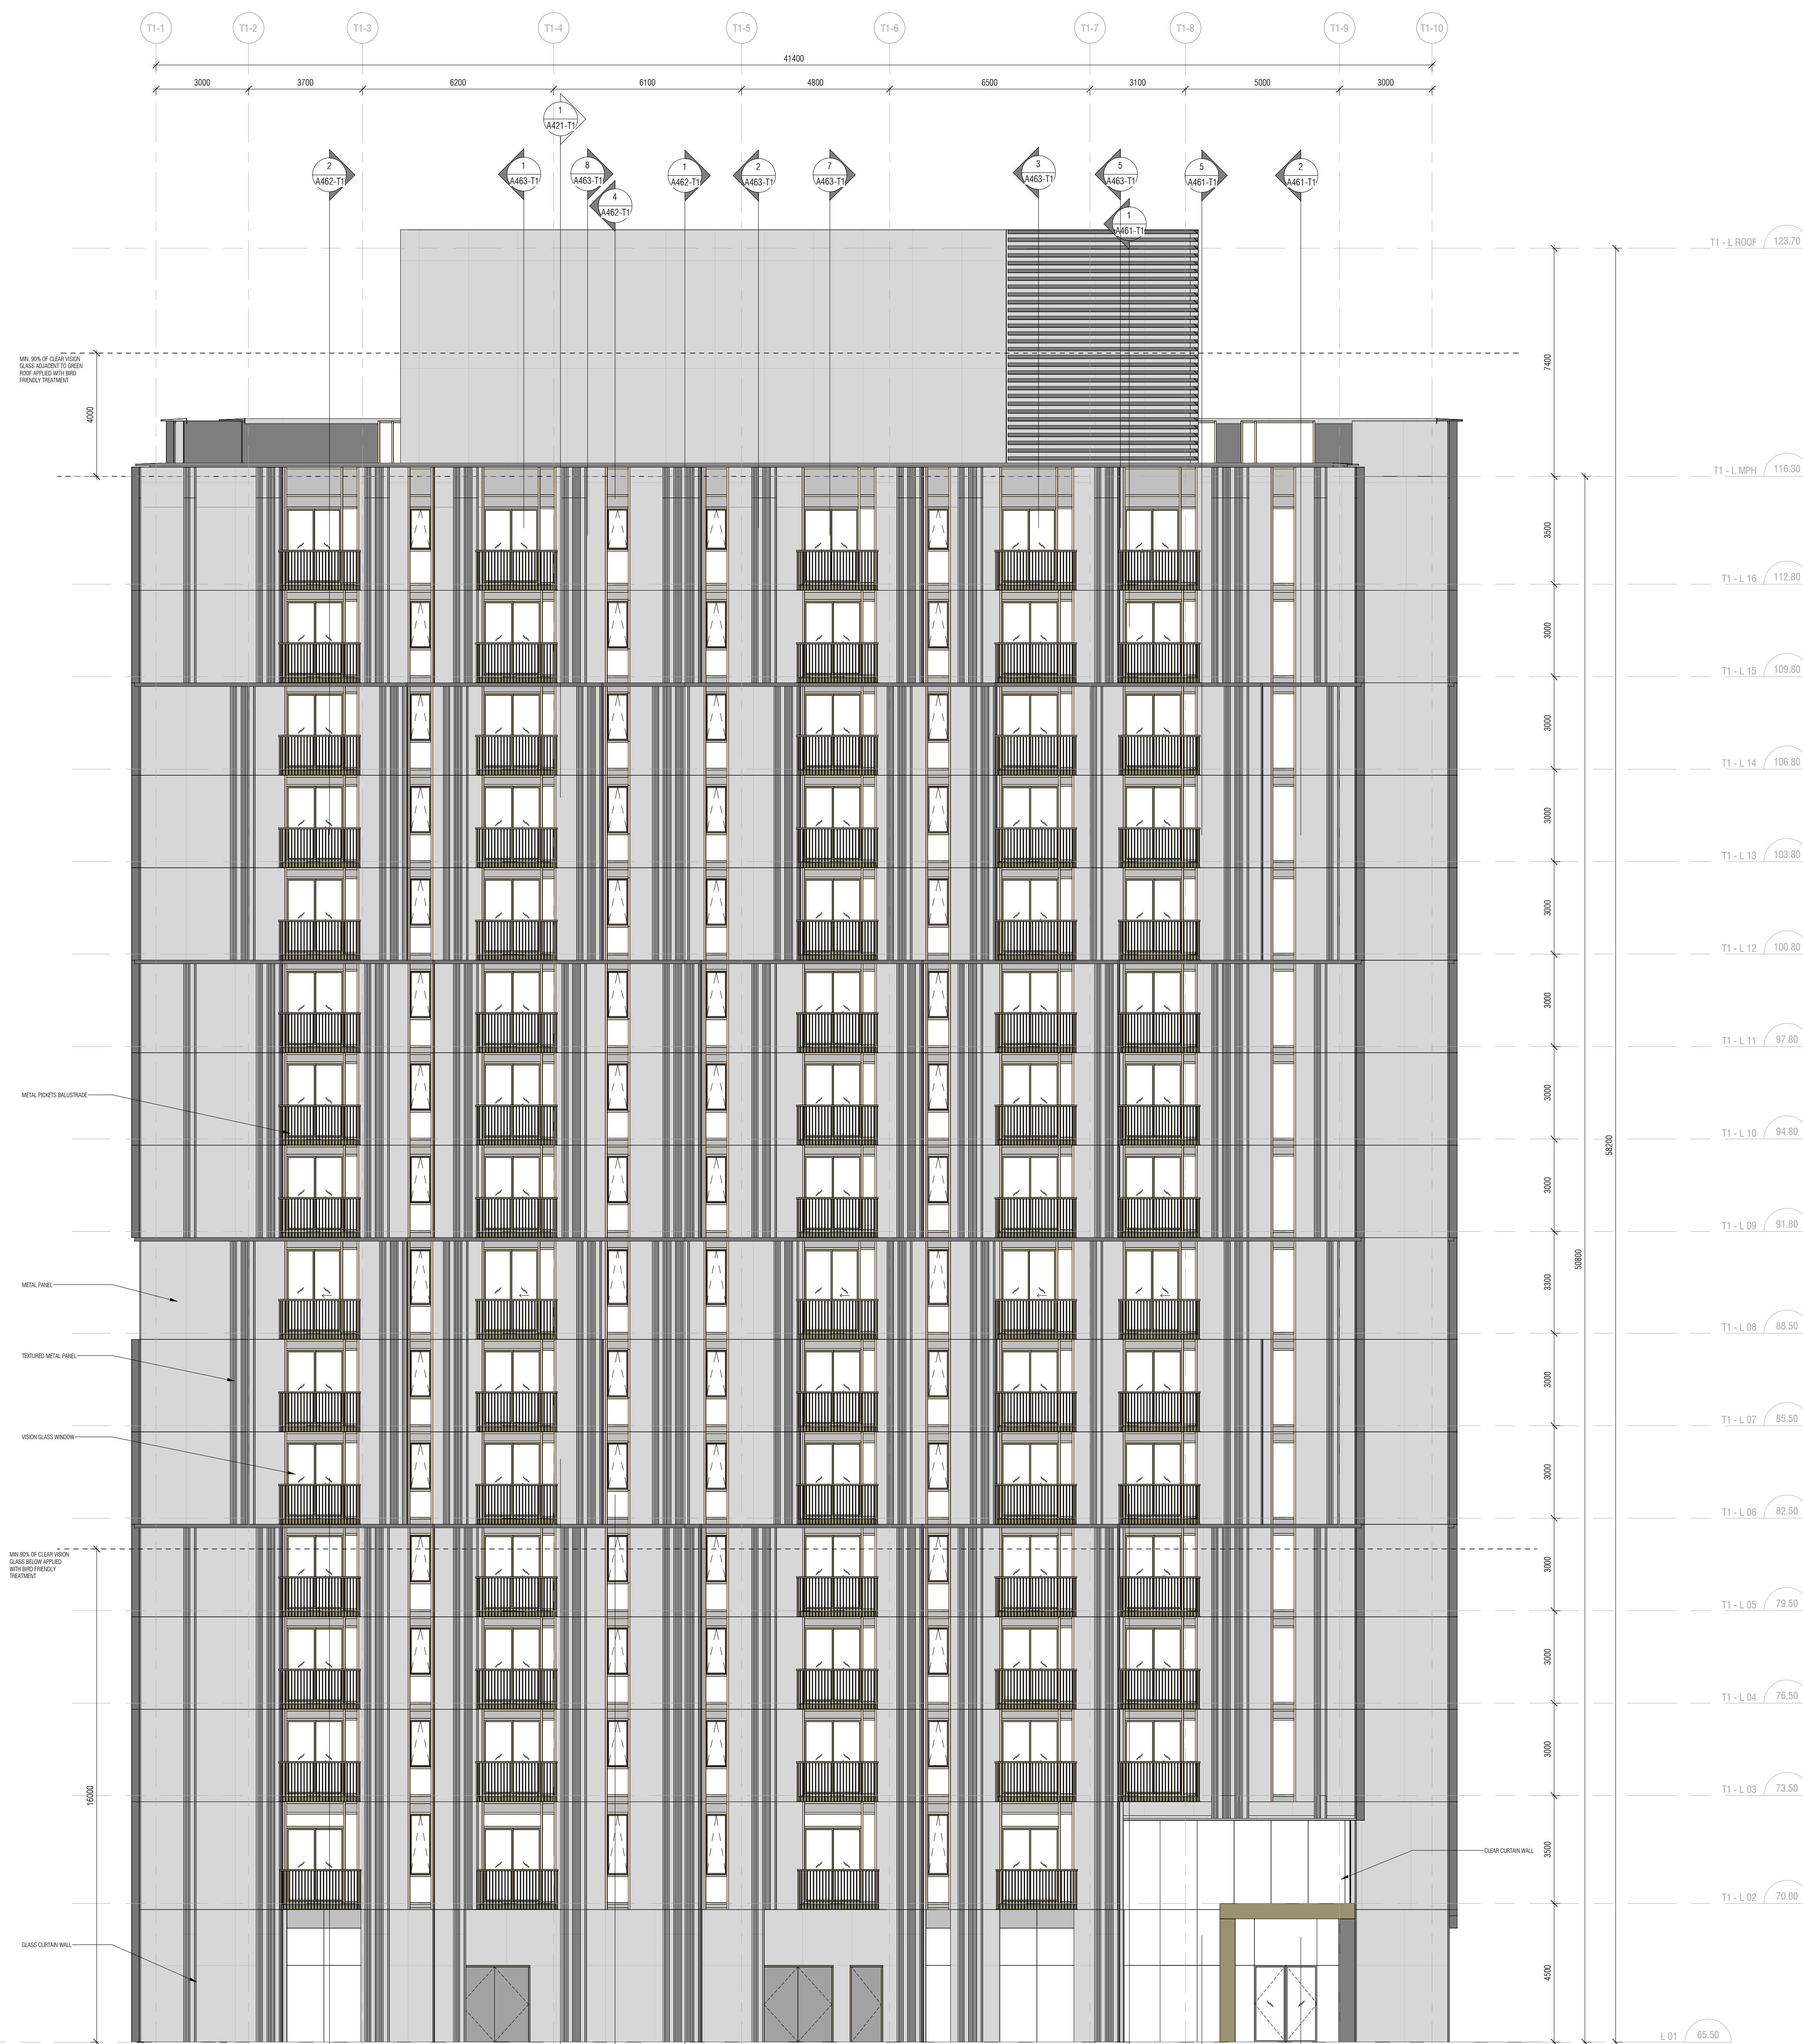 T1-1 T1-2 T1-3 T1-4 T1-5 T1-6 T1-7 T1-8 T1-9 T1-10
41400
3000 3700 6200 6100 4800 6500 3100 5000 3000
1
A421-T1
2
A462-T1
1
A463-T1
8
A463-T1
4
A462-T1
1
A462-T1
2
A463-T1
7
A463-T1
3
A463-T1
5
A463-T1
1
A461-T1
5
A461-T1
2
A461-T1
T1 - L ROOF 123.70
7400
MIN. 90% OF CLEAR VISION
GLASS ADJACENT TO GREEN
ROOF APPLIED WITH BIRD
FRIENDLY TREATMENT
4000
T1 - L MPH 116.30
3500
T1 - L 16 112.80
3000
T1 - L 15 109.80
3000
T1 - L 14 106.80
3000
T1 - L 13 103.80
3000
T1 - L 12 100.80
3000
T1 - L 11 97.80
3000
METAL PICKETS BALUSTRADE
T1 - L 10 94.80
58200
3000
T1 - L 09 91.80
50800
3300
METAL PANEL
T1 - L 08 88.50
TEXTURED METAL PANEL
3000
T1 - L 07 85.50
VISION GLASS WINDOW
3000
T1 - L 06 82.50
MIN 90% OF CLEAR VISION
GLASS BELOW APPLIED
WITH BIRD FRIENDLY
TREATMENT
3000
T1 - L 05 79.50
3000
T1 - L 04 76.50
3000
T1 - L 03 73.50
16000
3500
CLEAR CURTAIN WALL
T1 - L 02 70.00
GLASS CURTAIN WALL
4500
L 01 65.50